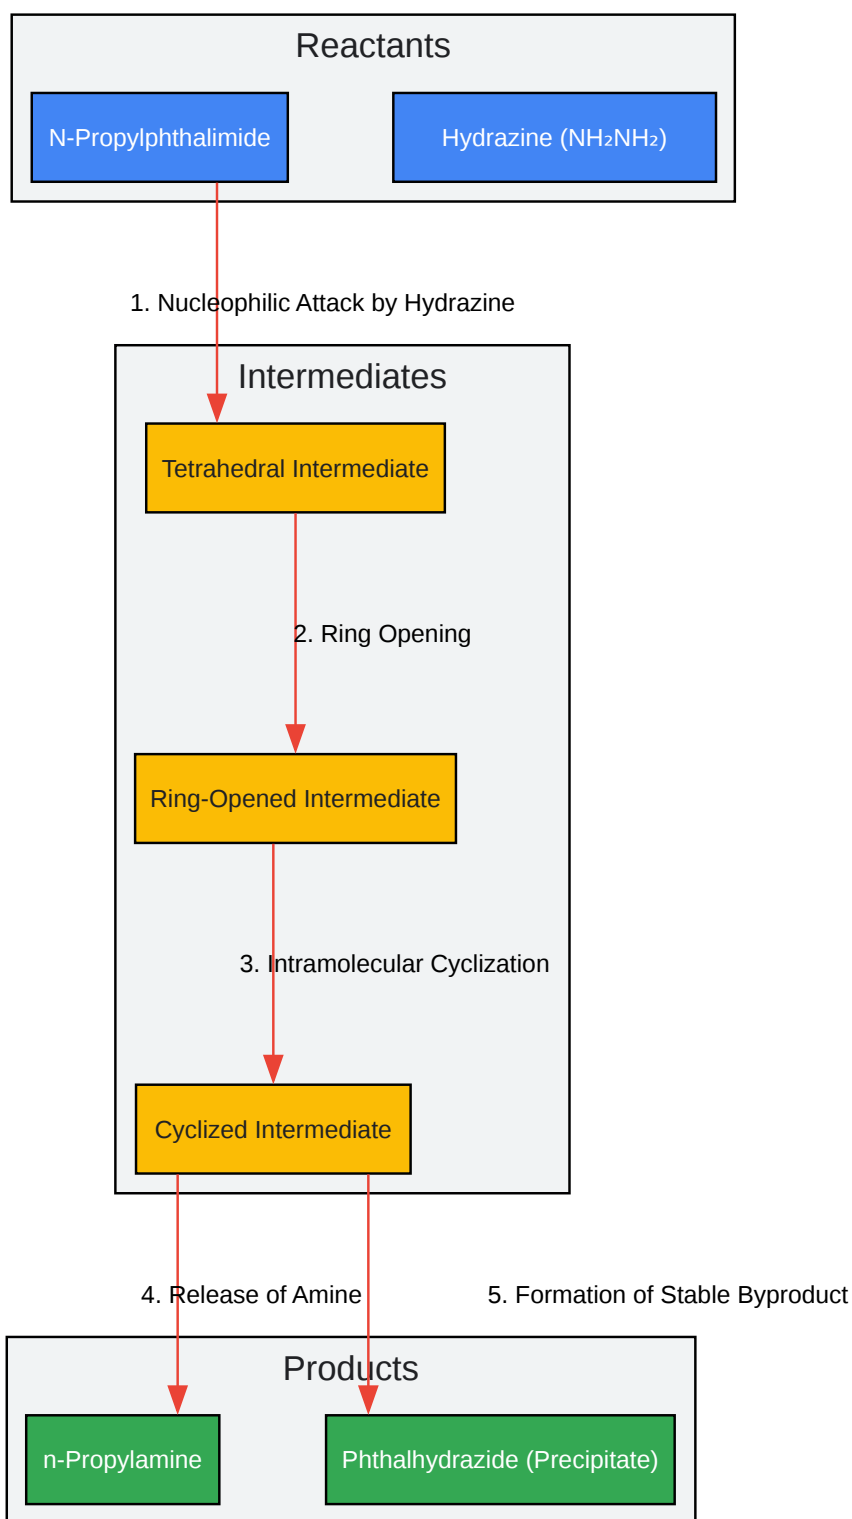 Reactants
N-Propylphthalimide
Hydrazine (NH₂NH₂)
1. Nucleophilic Attack by Hydrazine
Intermediates
Tetrahedral Intermediate
2. Ring Opening
Ring-Opened Intermediate
3. Intramolecular Cyclization
Cyclized Intermediate
4. Release of Amine
5. Formation of Stable Byproduct
Products
n-Propylamine
Phthalhydrazide (Precipitate)